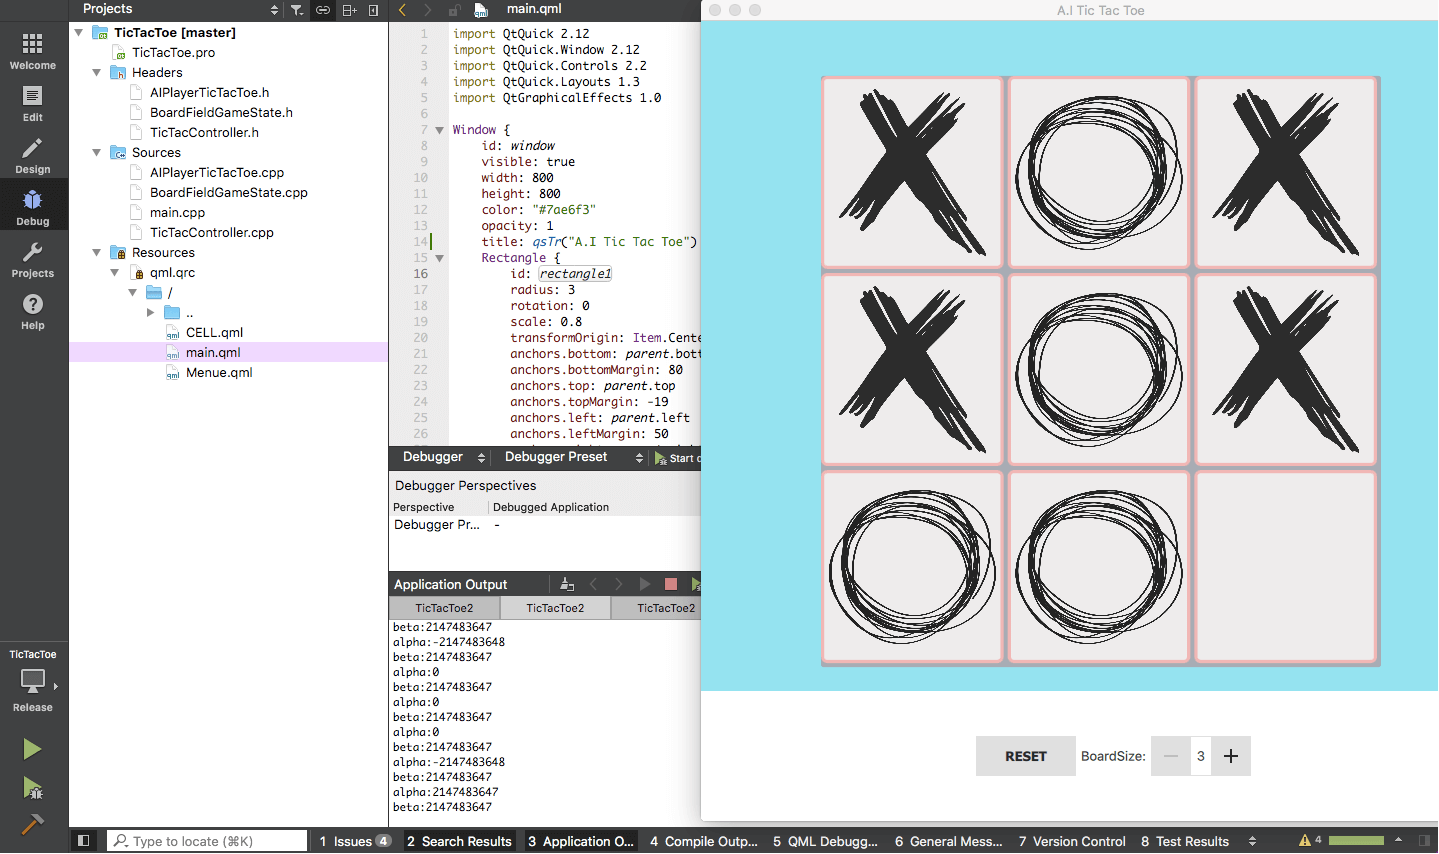 Projects
main.qml
A.I Tic Tac Toe
Welcome
Edit
Design
Debug
Projects
Help
TicTacToe
Release
TicTacToe [master]
TicTacToe.pro
Headers
AIPlayerTicTacToe.h
BoardFieldGameState.h
TicTacController.h
Sources
AIPlayerTicTacToe.cpp
BoardFieldGameState.cpp
main.cpp
TicTacController.cpp
Resources
qml.qrc
/
..
CELL.qml
main.qml
Menue.qml
1 import QtQuick 2.12
2 import QtQuick.Window 2.12
3 import QtQuick.Controls 2.2
4 import QtQuick.Layouts 1.3
5 import QtGraphicalEffects 1.0
6
7 Window {
8 id: window
9 visible: true
10 width: 800
11 height: 800
12 color: "#7ae6f3"
13 opacity: 1
14 title: qsTr("A.I Tic Tac Toe")
15 Rectangle {
16 id: rectangle1
17 radius: 3
18 rotation: 0
19 scale: 0.8
20 transformOrigin: Item.Cente
21 anchors.bottom: parent.bott
22 anchors.bottomMargin: 80
23 anchors.top: parent.top
24 anchors.topMargin: -19
25 anchors.left: parent.left
26 anchors.leftMargin: 50
Debugger Debugger Preset Start d
Debugger Perspectives
Perspective Debugged Application
Debugger Pr... -
Application Output
TicTacToe2 TicTacToe2 TicTacToe2
beta:2147483647
alpha:-2147483648
beta:2147483647
alpha:0
beta:2147483647
alpha:0
beta:2147483647
alpha:0
beta:2147483647
alpha:-2147483648
beta:2147483647
alpha:2147483647
beta:2147483647
RESET BoardSize: − 3 +
Type to locate (⌘K) 1 Issues 4 2 Search Results 3 Application O... 4 Compile Outp... 5 QML Debugg... 6 General Mess... 7 Version Control 8 Test Results 4